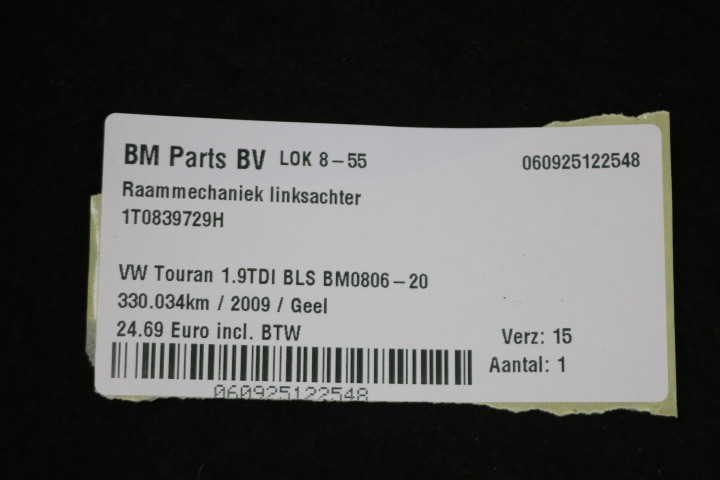 BM Parts BV LOK 8-55 060925122548
Raammechaniek linksachter
1T0839729H
VW Touran 1.9TDI BLS BM0806-20
330.034km / 2009 / Geel
24.69 Euro incl. BTW Verz: 15
Aantal: 1
060925122548